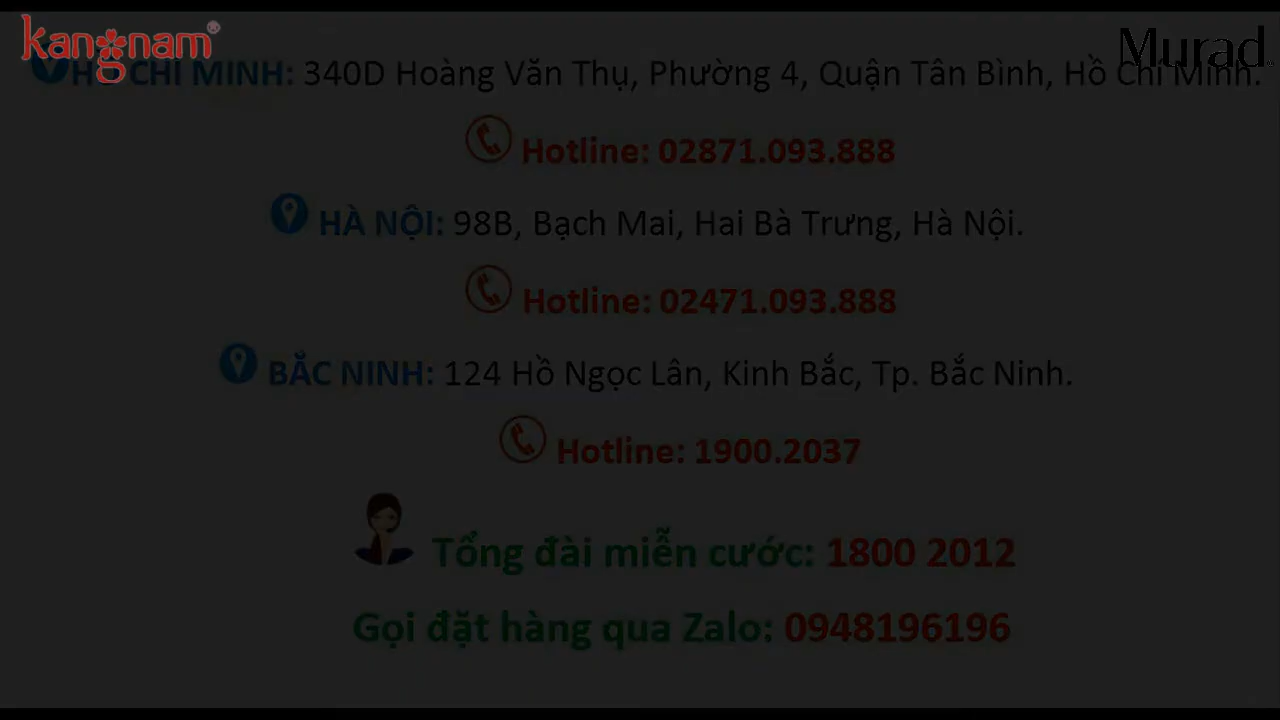 kangnam®
Murad
HỒ CHÍ MINH: 340D Hoàng Văn Thụ, Phường 4, Quận Tân Bình, Hồ Chí Minh.
Hotline: 02871.093.888
HÀ NỘI: 98B, Bạch Mai, Hai Bà Trưng, Hà Nội.
Hotline: 02471.093.888
BẮC NINH: 124 Hồ Ngọc Lân, Kinh Bắc, Tp. Bắc Ninh.
Hotline: 1900.2037
Tổng đài miễn cước: 1800 2012
Gọi đặt hàng qua Zalo: 0948196196